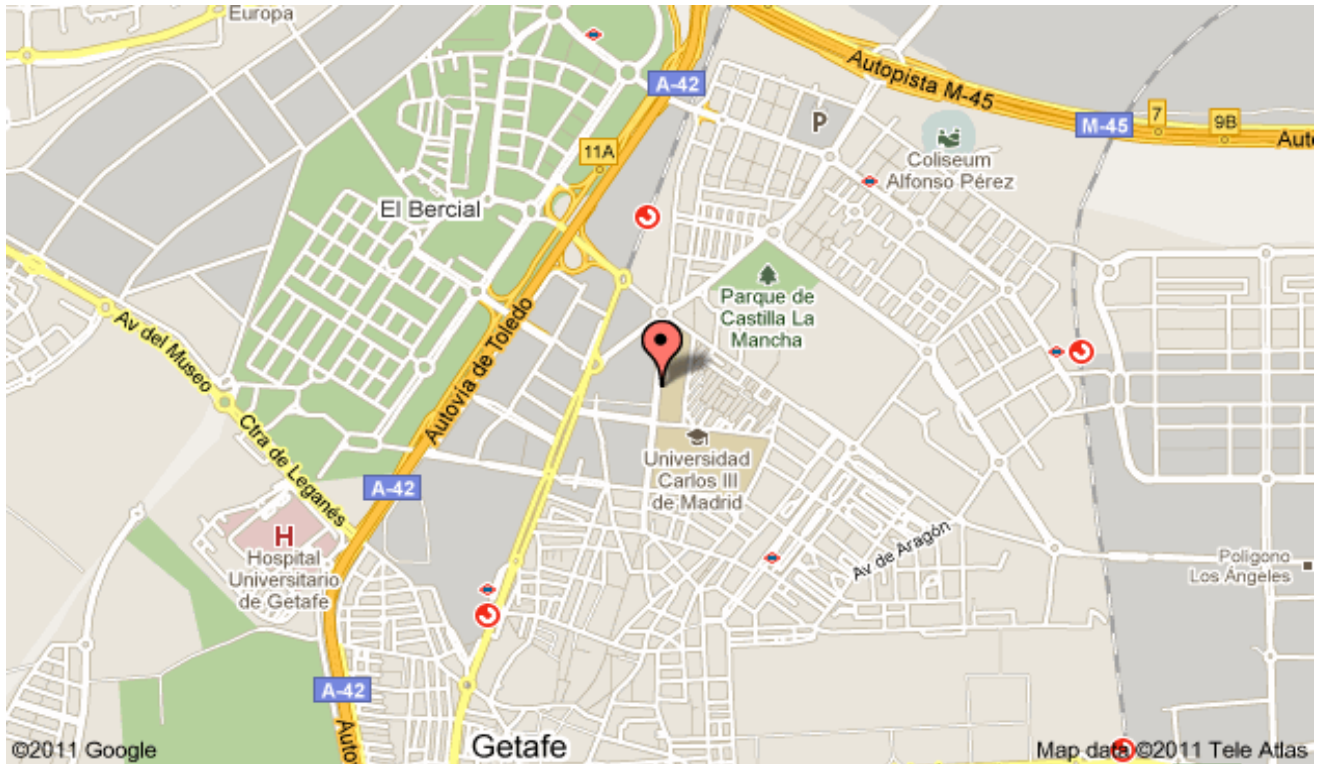 Europa
A-42
Autopista M-45
11A
P
M-45
7
9B
Aut
Coliseum
Alfonso Pérez
El Bercial
Parque de
Castilla La
Mancha
Av del Museo
Autovía de Toledo
Ctra de Leganés
Universidad
Carlos III
de Madrid
A-42
H
Hospital
Universitario
de Getafe
Av de Aragón
Polígono
Los Ángeles
A-42
Auto
Getafe
©2011 Google
Map data ©2011 Tele Atlas